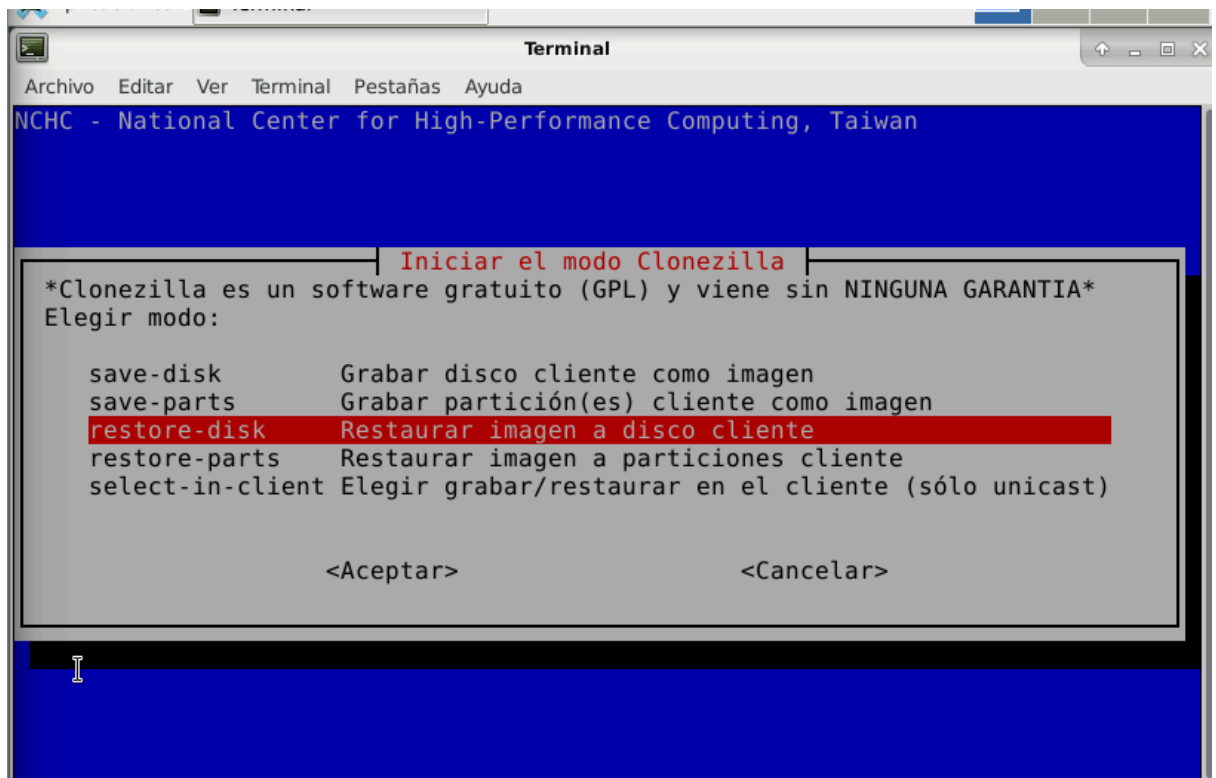 Terminal
Archivo Editar Ver Terminal Pestañas Ayuda
NCHC - National Center for High-Performance Computing, Taiwan
Iniciar el modo Clonezilla
*Clonezilla es un software gratuito (GPL) y viene sin NINGUNA GARANTIA*
Elegir modo:
save-disk Grabar disco cliente como imagen
save-parts Grabar partición(es) cliente como imagen
restore-disk Restaurar imagen a disco cliente
restore-parts Restaurar imagen a particiones cliente
select-in-client Elegir grabar/restaurar en el cliente (sólo unicast)
<Aceptar> <Cancelar>